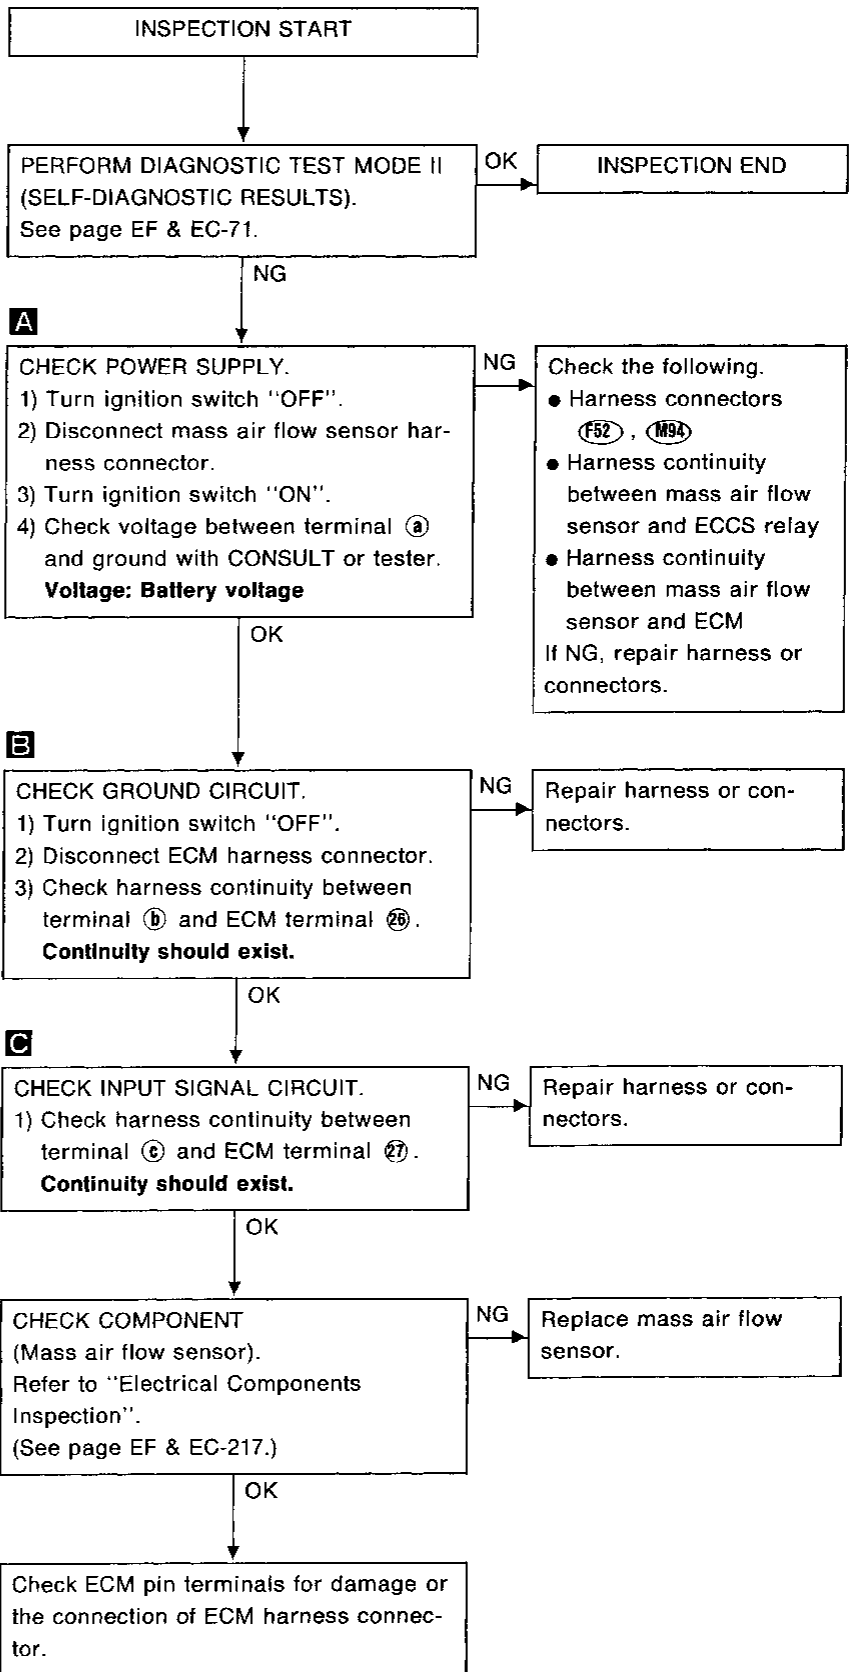 INSPECTION START
PERFORM DIAGNOSTIC TEST MODE II
(SELF-DIAGNOSTIC RESULTS).
See page EF & EC-71.
OK
INSPECTION END
NG
A
CHECK POWER SUPPLY.
1) Turn ignition switch "OFF".
2) Disconnect mass air flow sensor har-
ness connector.
3) Turn ignition switch "ON".
4) Check voltage between terminal ⓐ
and ground with CONSULT or tester.
Voltage: Battery voltage
NG
Check the following.
● Harness connectors
F52 , M94
● Harness continuity
between mass air flow
sensor and ECCS relay
● Harness continuity
between mass air flow
sensor and ECM
If NG, repair harness or
connectors.
OK
B
CHECK GROUND CIRCUIT.
1) Turn ignition switch "OFF".
2) Disconnect ECM harness connector.
3) Check harness continuity between
terminal ⓑ and ECM terminal ㉖.
Continuity should exist.
NG
Repair harness or con-
nectors.
OK
C
CHECK INPUT SIGNAL CIRCUIT.
1) Check harness continuity between
terminal ⓒ and ECM terminal ㉗.
Continuity should exist.
NG
Repair harness or con-
nectors.
OK
CHECK COMPONENT
(Mass air flow sensor).
Refer to "Electrical Components
Inspection".
(See page EF & EC-217.)
NG
Replace mass air flow
sensor.
OK
Check ECM pin terminals for damage or
the connection of ECM harness connec-
tor.